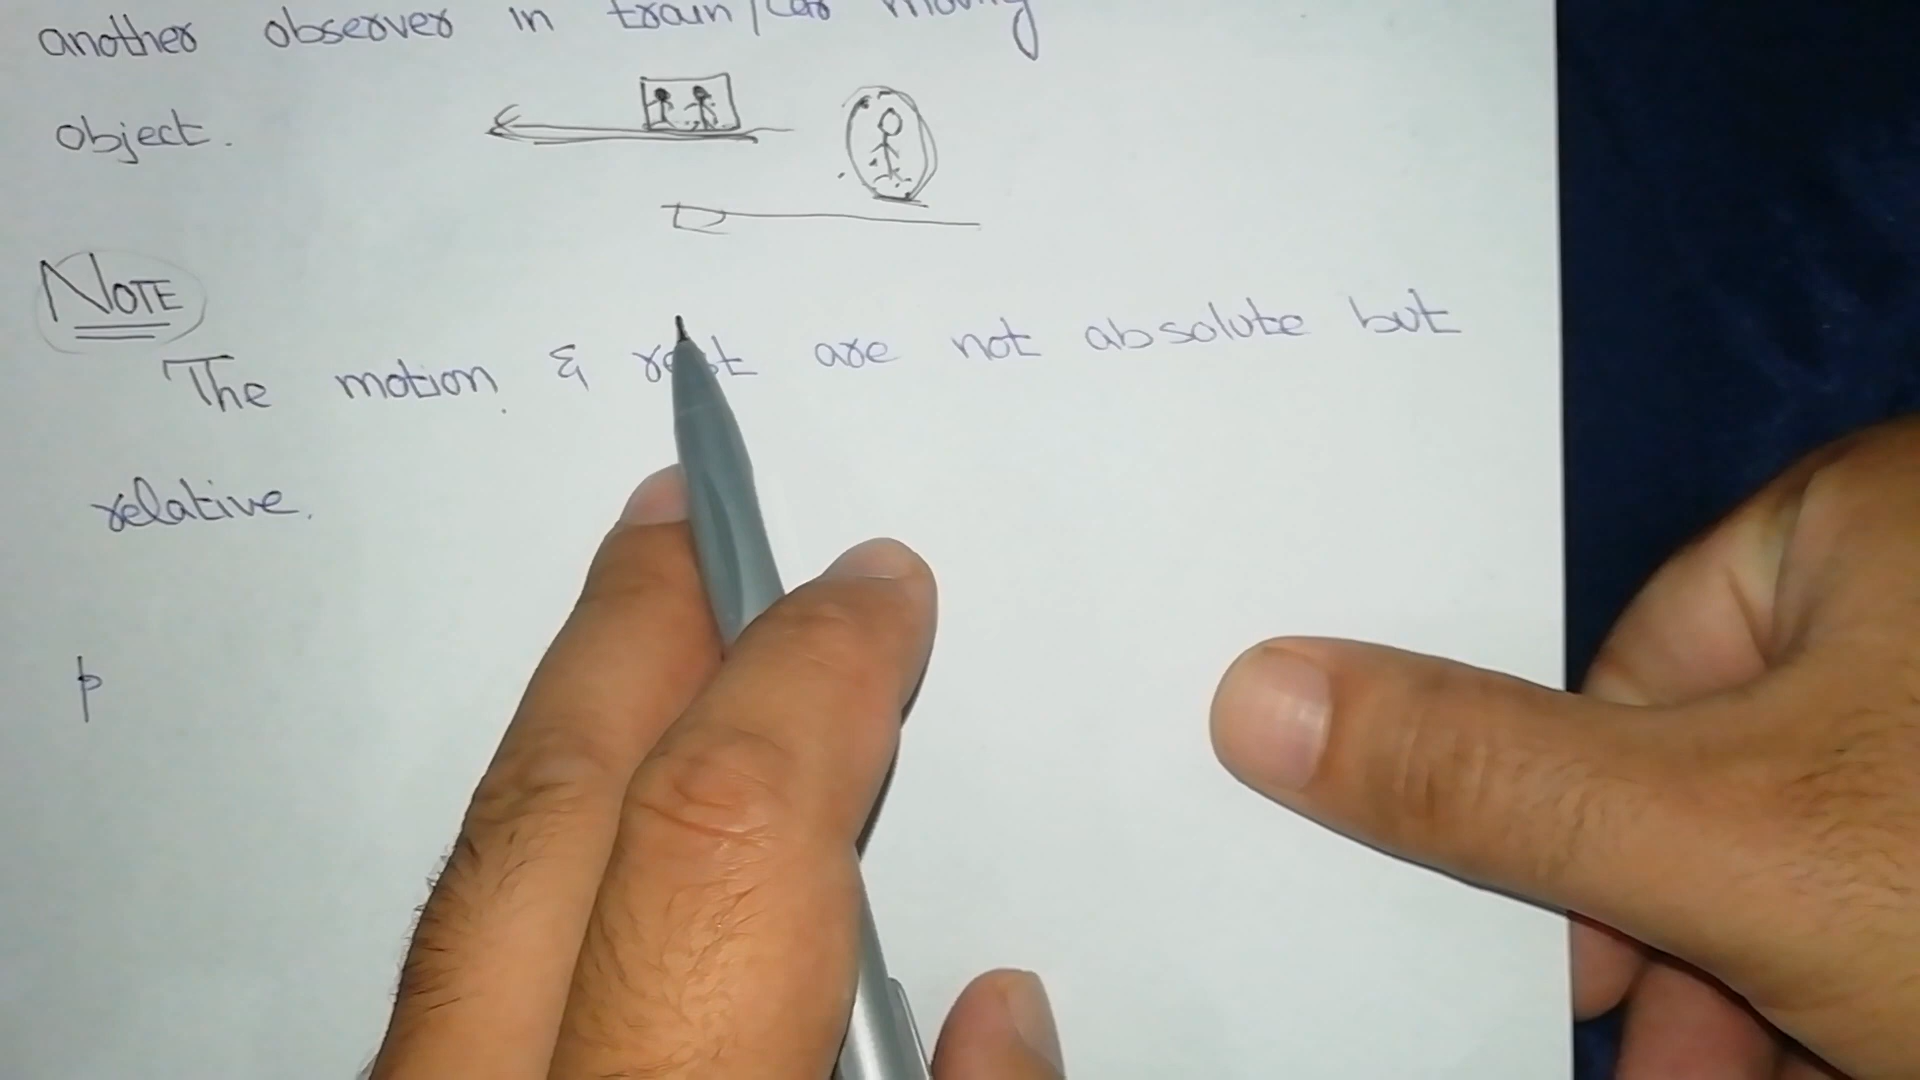 another observer in train/car moving
object.
NOTE
The motion & rest are not absolute but
relative.
p